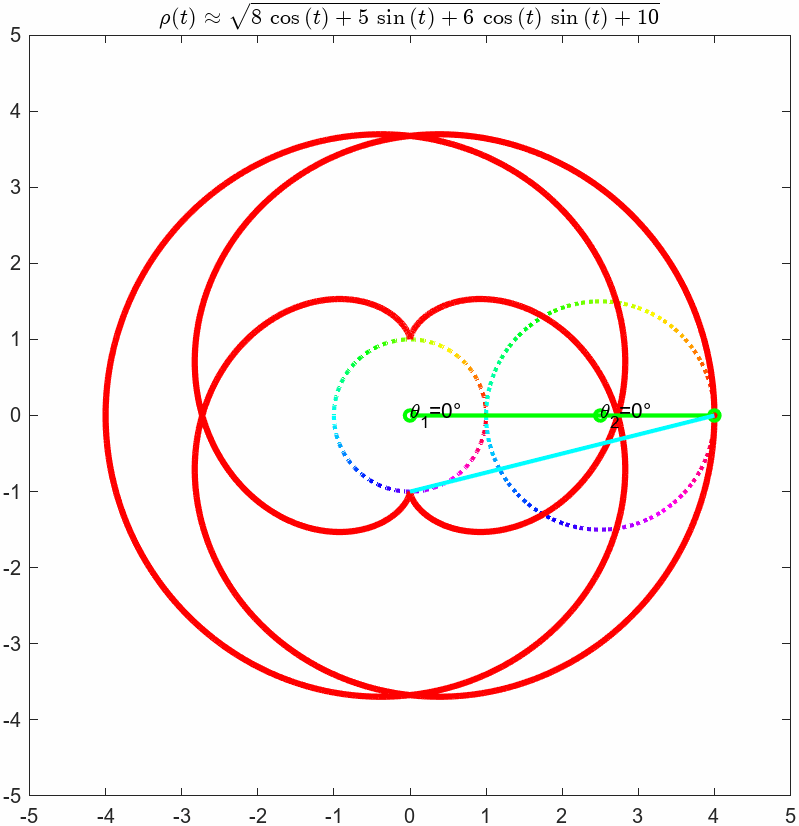 ρ(t) ≈ √(8 cos (t) + 5 sin (t) + 6 cos (t) sin (t) + 10)
5
4
3
2
1
0
-1
-2
-3
-4
-5
θ₁=0°
θ₂=0°
-5 -4 -3 -2 -1 0 1 2 3 4 5